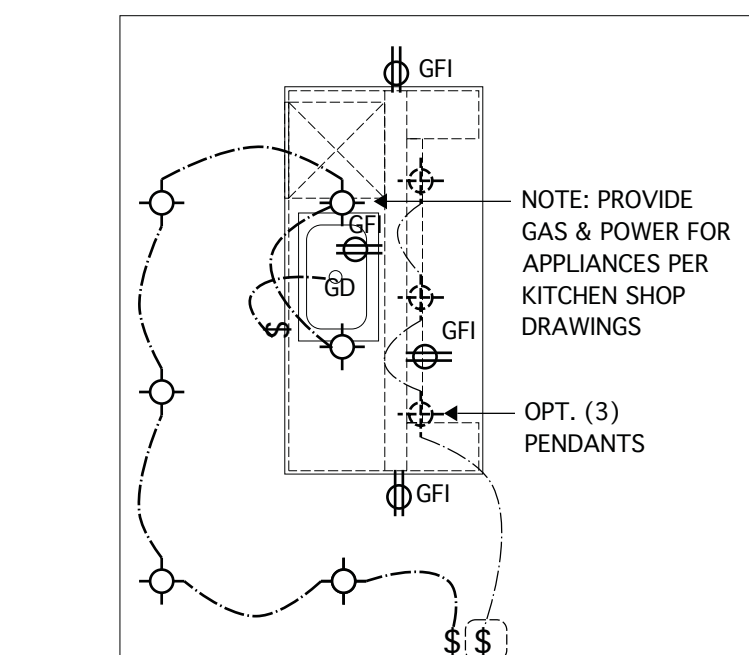 GFI
NOTE: PROVIDE
GAS & POWER FOR
APPLIANCES PER
KITCHEN SHOP
DRAWINGS
GFI
GD
$
GFI
OPT. (3)
PENDANTS
GFI
$ $